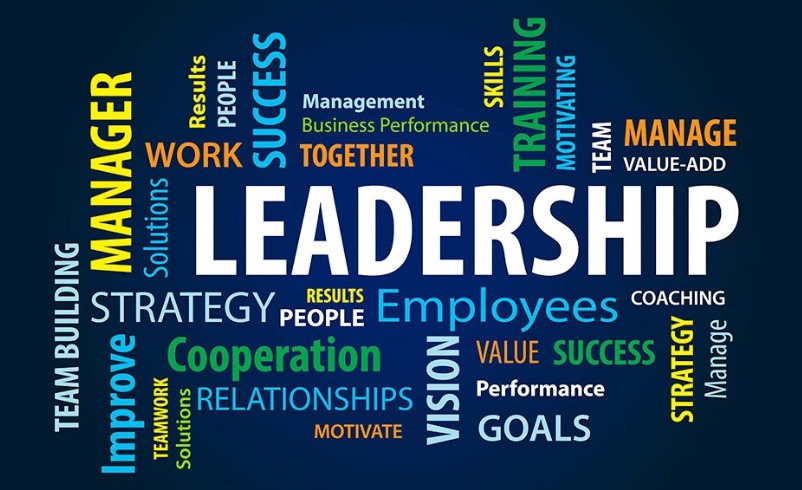 MANAGER
Results
PEOPLE
SUCCESS
Management
Business Performance
WORK
TOGETHER
SKILLS
TRAINING
MOTIVATING
TEAM
MANAGE
VALUE-ADD
Solutions
LEADERSHIP
TEAM BUILDING
STRATEGY
RESULTS
PEOPLE
Employees
COACHING
Improve
Cooperation
VISION
VALUE
SUCCESS
STRATEGY
Manage
TEAMWORK
Solutions
RELATIONSHIPS
Performance
MOTIVATE
GOALS